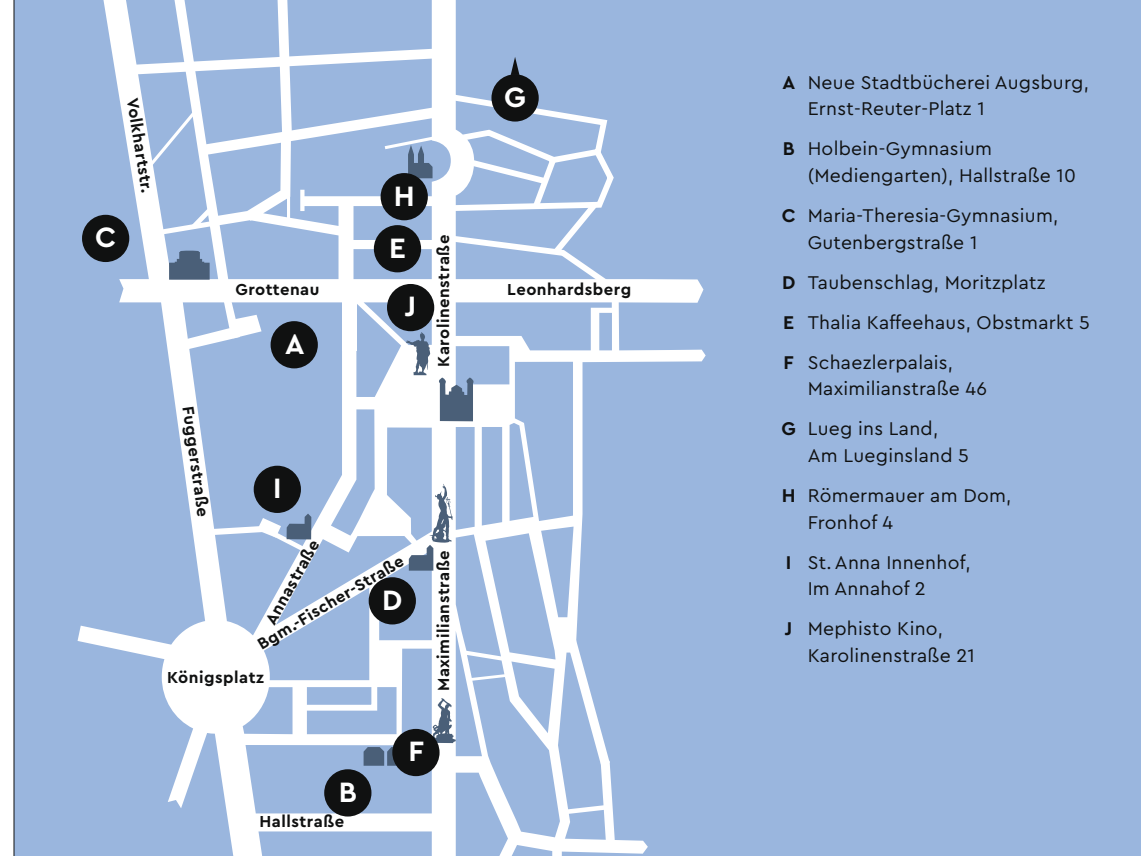 G
Volkhartstr.
H
C
E
Karolinenstraße
Grottenau
Leonhardsberg
J
A
Fuggerstraße
I
Annastraße
Bgm.-Fischer-Straße
D
Maximilianstraße
Königsplatz
F
B
Hallstraße
A Neue Stadtbücherei Augsburg,
Ernst-Reuter-Platz 1
B Holbein-Gymnasium
(Mediengarten), Hallstraße 10
C Maria-Theresia-Gymnasium,
Gutenbergstraße 1
D Taubenschlag, Moritzplatz
E Thalia Kaffeehaus, Obstmarkt 5
F Schaezlerpalais,
Maximilianstraße 46
G Lueg ins Land,
Am Lueginsland 5
H Römermauer am Dom,
Fronhof 4
I St. Anna Innenhof,
Im Annahof 2
J Mephisto Kino,
Karolinenstraße 21